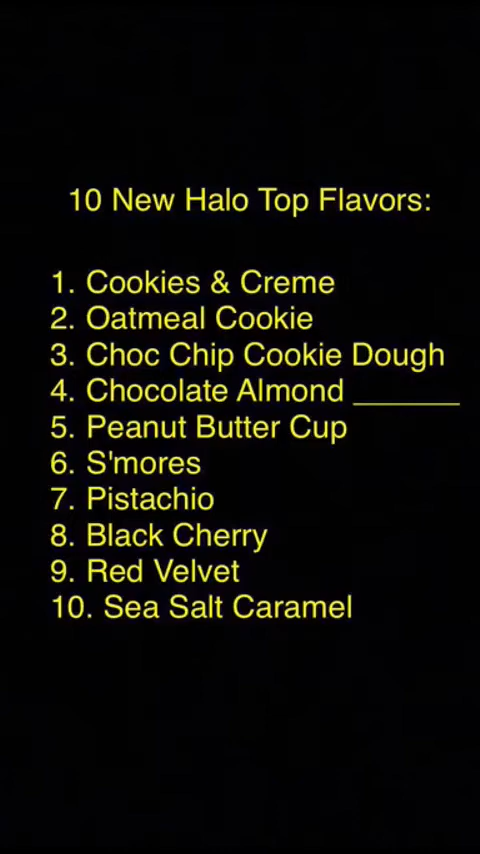 10 New Halo Top Flavors:
1. Cookies & Creme
2. Oatmeal Cookie
3. Choc Chip Cookie Dough
4. Chocolate Almond ______
5. Peanut Butter Cup
6. S'mores
7. Pistachio
8. Black Cherry
9. Red Velvet
10. Sea Salt Caramel